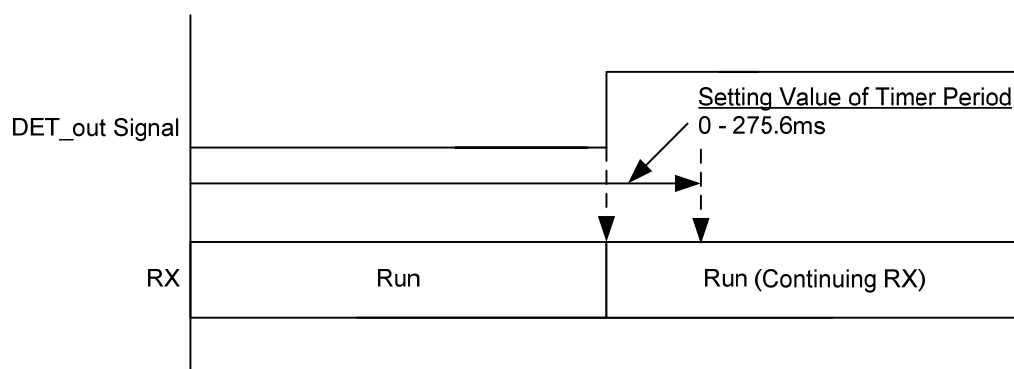 Setting Value of Timer Period
DET_out Signal
0 - 275.6ms
RX
Run
Run (Continuing RX)